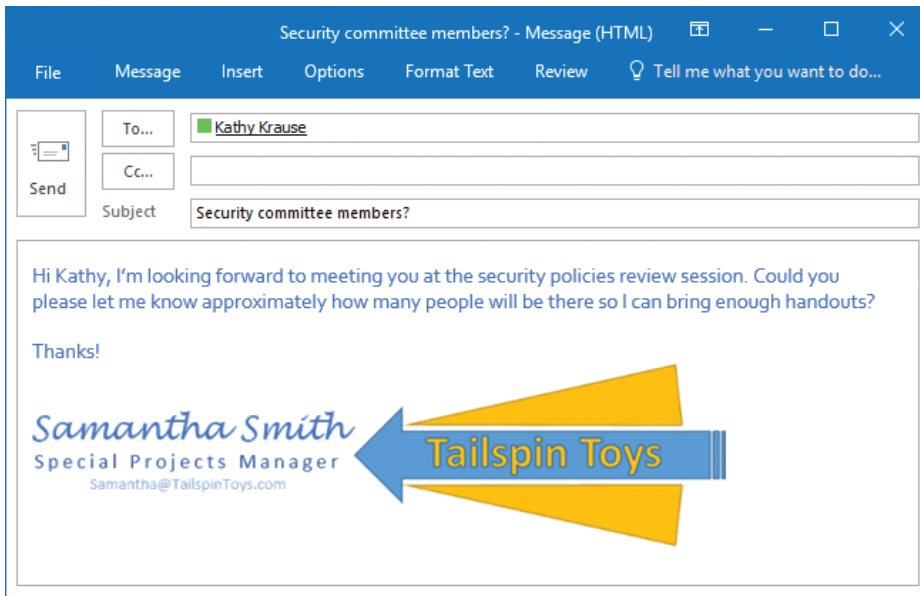 Security committee members? - Message (HTML)
File Message Insert Options Format Text Review Tell me what you want to do...
To... Kathy Krause
Cc...
Send
Subject Security committee members?
Hi Kathy, I'm looking forward to meeting you at the security policies review session. Could you
please let me know approximately how many people will be there so I can bring enough handouts?
Thanks!
Samantha Smith
Special Projects Manager
Samantha@TailspinToys.com
Tailspin Toys